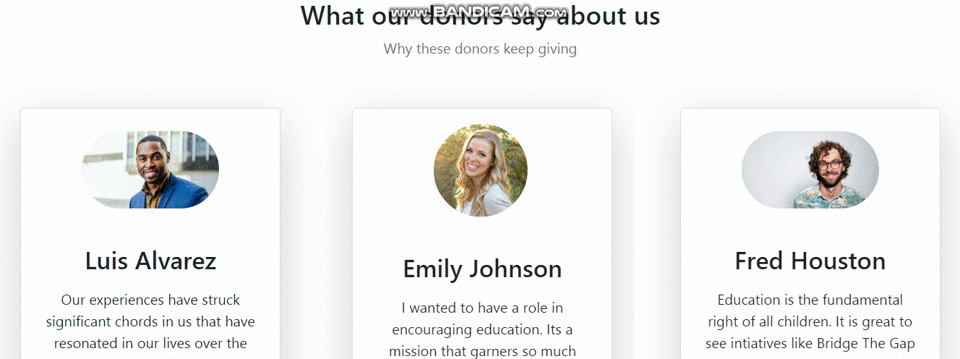 What our donors say about us
www.BANDICAM.com
Why these donors keep giving
Luis Alvarez
Our experiences have struck
significant chords in us that have
resonated in our lives over the
Emily Johnson
I wanted to have a role in
encouraging education. Its a
mission that garners so much
Fred Houston
Education is the fundamental
right of all children. It is great to
see intiatives like Bridge The Gap